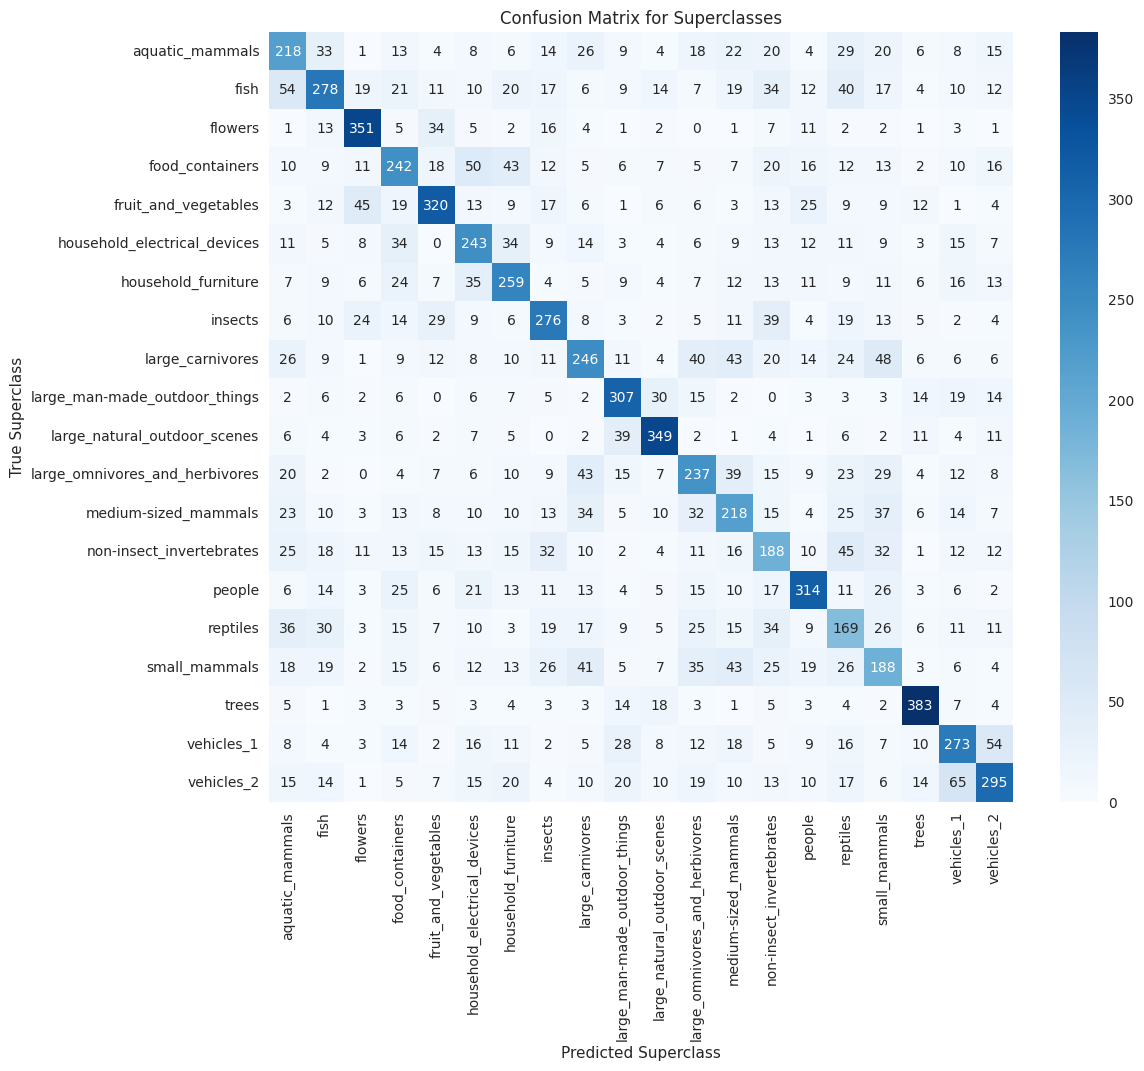 Confusion Matrix for Superclasses
True Superclass
aquatic_mammals 218 33 1 13 4 8 6 14 26 9 4 18 22 20 4 29 20 6 8 15
fish 54 278 19 21 11 10 20 17 6 9 14 7 19 34 12 40 17 4 10 12
flowers 1 13 351 5 34 5 2 16 4 1 2 0 1 7 11 2 2 1 3 1
food_containers 10 9 11 242 18 50 43 12 5 6 7 5 7 20 16 12 13 2 10 16
fruit_and_vegetables 3 12 45 19 320 13 9 17 6 1 6 6 3 13 25 9 9 12 1 4
household_electrical_devices 11 5 8 34 0 243 34 9 14 3 4 6 9 13 12 11 9 3 15 7
household_furniture 7 9 6 24 7 35 259 4 5 9 4 7 12 13 11 9 11 6 16 13
insects 6 10 24 14 29 9 6 276 8 3 2 5 11 39 4 19 13 5 2 4
large_carnivores 26 9 1 9 12 8 10 11 246 11 4 40 43 20 14 24 48 6 6 6
large_man-made_outdoor_things 2 6 2 6 0 6 7 5 2 307 30 15 2 0 3 3 3 14 19 14
large_natural_outdoor_scenes 6 4 3 6 2 7 5 0 2 39 349 2 1 4 1 6 2 11 4 11
large_omnivores_and_herbivores 20 2 0 4 7 6 10 9 43 15 7 237 39 15 9 23 29 4 12 8
medium-sized_mammals 23 10 3 13 8 10 10 13 34 5 10 32 218 15 4 25 37 6 14 7
non-insect_invertebrates 25 18 11 13 15 13 15 32 10 2 4 11 16 188 10 45 32 1 12 12
people 6 14 3 25 6 21 13 11 13 4 5 15 10 17 314 11 26 3 6 2
reptiles 36 30 3 15 7 10 3 19 17 9 5 25 15 34 9 169 26 6 11 11
small_mammals 18 19 2 15 6 12 13 26 41 5 7 35 43 25 19 26 188 3 6 4
trees 5 1 3 3 5 3 4 3 3 14 18 3 1 5 3 4 2 383 7 4
vehicles_1 8 4 3 14 2 16 11 2 5 28 8 12 18 5 9 16 7 10 273 54
vehicles_2 15 14 1 5 7 15 20 4 10 20 10 19 10 13 10 17 6 14 65 295
aquatic_mammals
fish
flowers
food_containers
fruit_and_vegetables
household_electrical_devices
household_furniture
insects
large_carnivores
large_man-made_outdoor_things
large_natural_outdoor_scenes
large_omnivores_and_herbivores
medium-sized_mammals
non-insect_invertebrates
people
reptiles
small_mammals
trees
vehicles_1
vehicles_2
Predicted Superclass
350
300
250
200
150
100
50
0